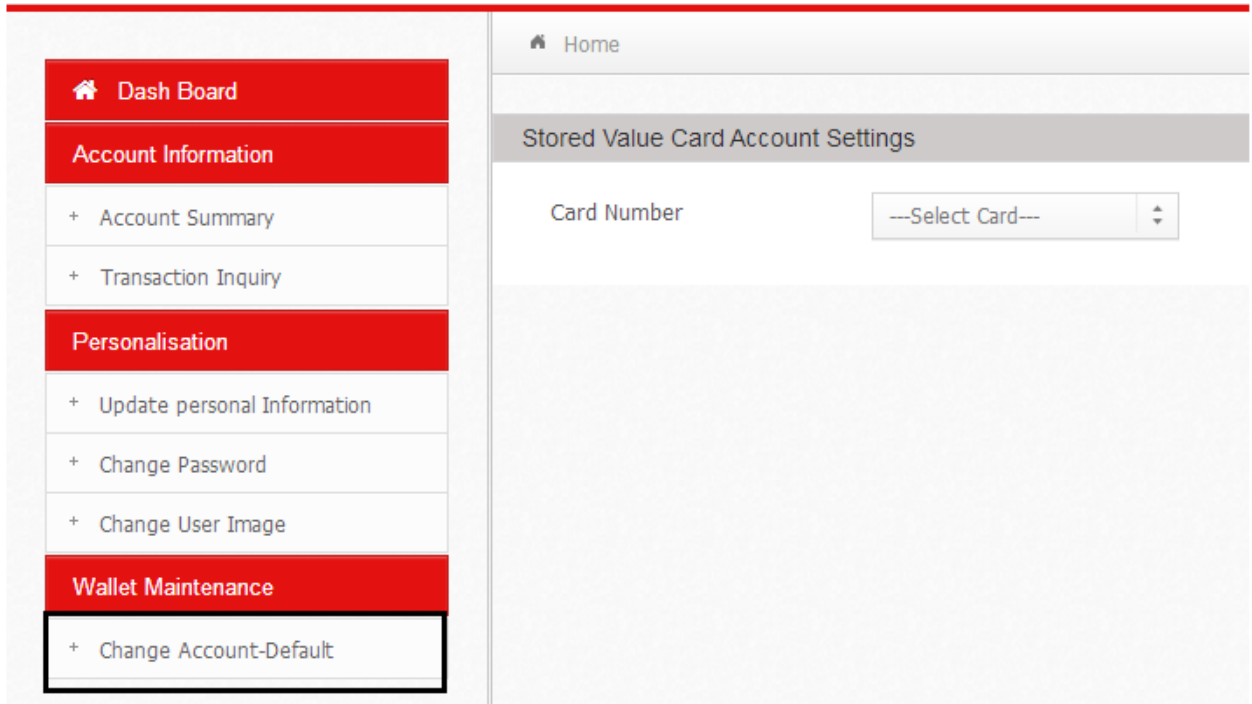 Home
Dash Board
Account Information
+ Account Summary
+ Transaction Inquiry
Personalisation
+ Update personal Information
+ Change Password
+ Change User Image
Wallet Maintenance
+ Change Account-Default
Stored Value Card Account Settings
Card Number ---Select Card---